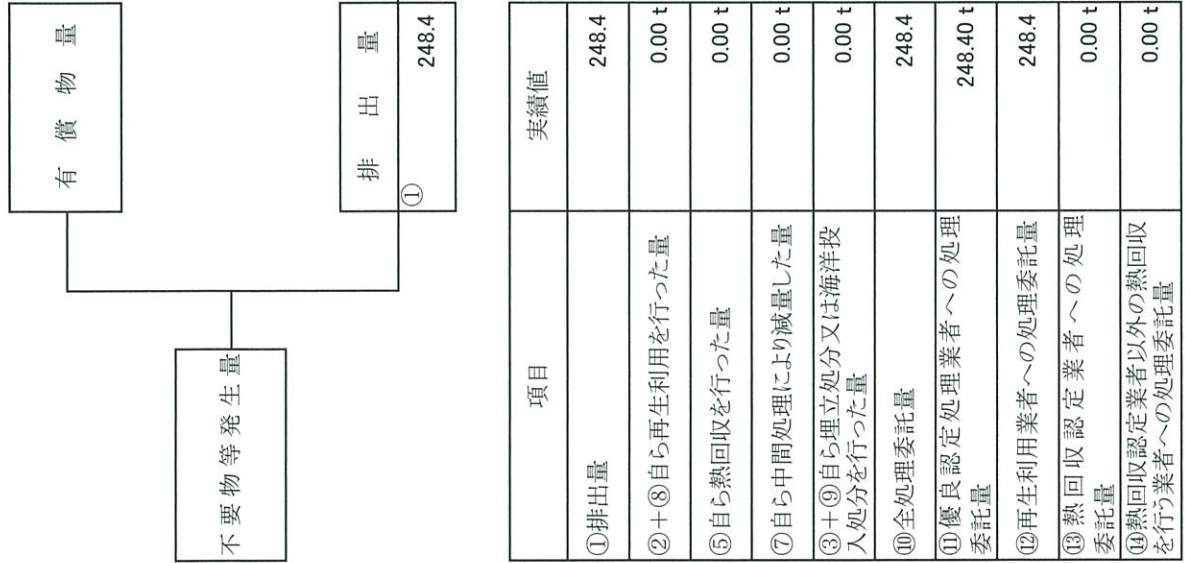 有 償 物 量
不 要 物 等 発 生 量
排 出 量
①
248.4
項目
実績値
①排出量
248.4
②+⑧自ら再生利用を行った量
0.00 t
⑤自ら熱回収を行った量
0.00 t
⑦自ら中間処理により減量した量
0.00 t
③+⑨自ら埋立処分又は海洋投
入処分を行った量
0.00 t
⑩全処理委託量
248.4
⑪優良認定処理業者への処理
委託量
248.40 t
⑫再生利用業者への処理委託量
248.4
⑬熱 回 収 認 定 業 者 へ の 処 理
委託量
0.00 t
⑭熱回収認定業者以外の熱回収
を行う業者への処理委託量
0.00 t